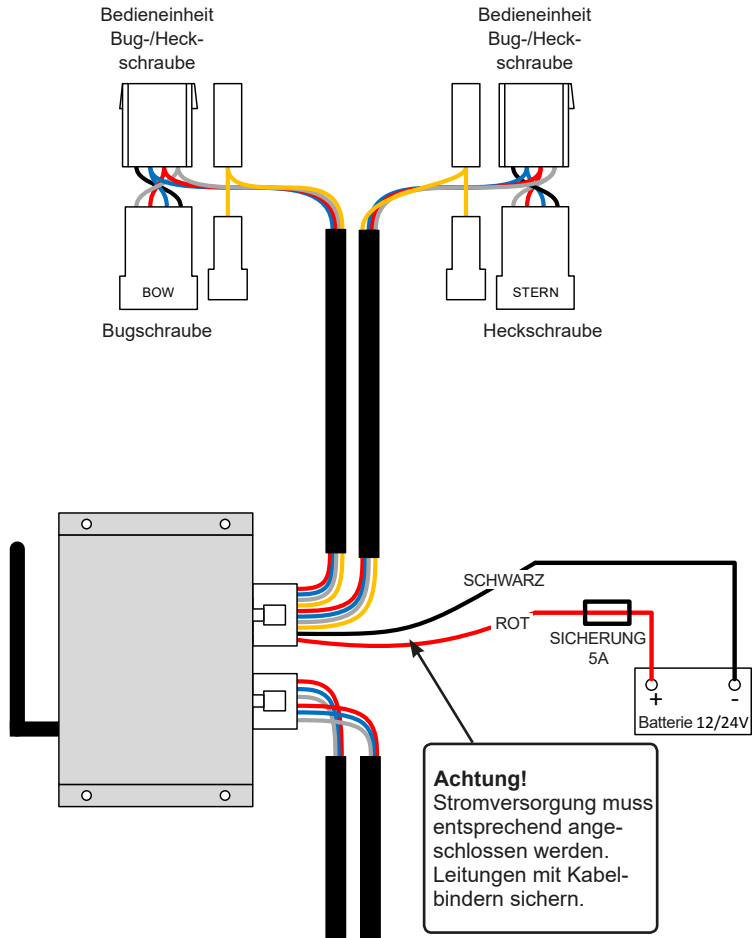 Bedieneinheit
Bug-/Heck-
schraube
Bedieneinheit
Bug-/Heck-
schraube
BOW
STERN
Bugschraube
Heckschraube
SCHWARZ
ROT
SICHERUNG
5A
+
-
Batterie 12/24V
Achtung!
Stromversorgung muss
entsprechend ange-
schlossen werden.
Leitungen mit Kabel-
bindern sichern.